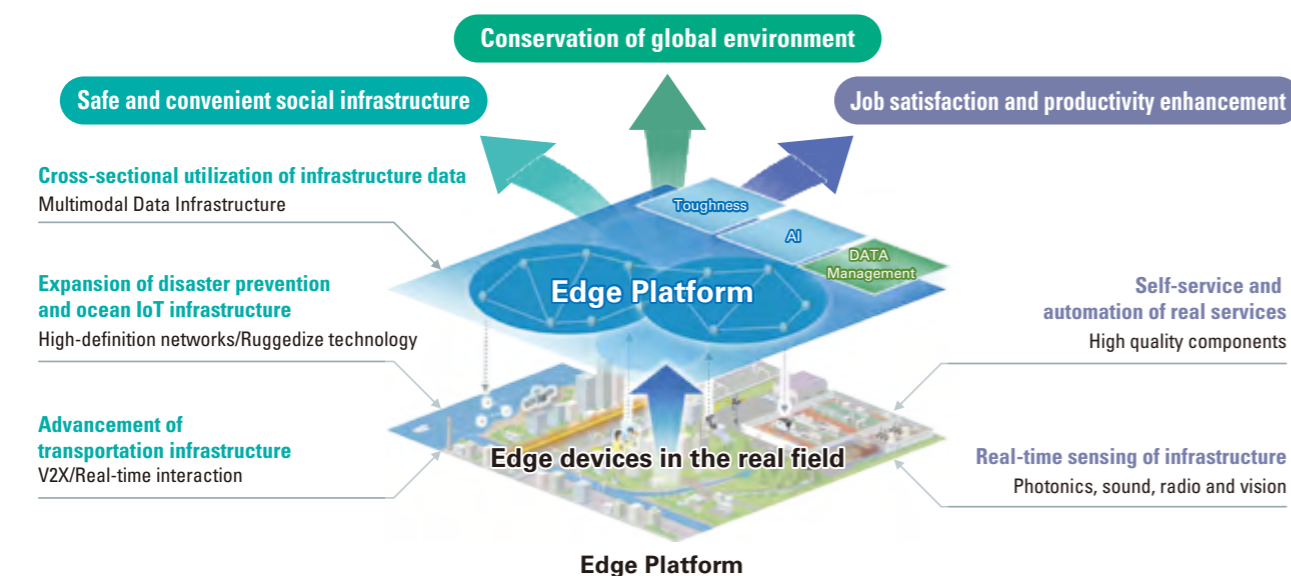 Conservation of global environment
Safe and convenient social infrastructure
Job satisfaction and productivity enhancement
Cross-sectional utilization of infrastructure data
Multimodal Data Infrastructure
Toughness
AI
DATA
Management
Edge Platform
Expansion of disaster prevention
and ocean IoT infrastructure
High-definition networks/Ruggedize technology
Self-service and
automation of real services
High quality components
Advancement of
transportation infrastructure
V2X/Real-time interaction
Edge devices in the real field
Real-time sensing of infrastructure
Photonics, sound, radio and vision
Edge Platform